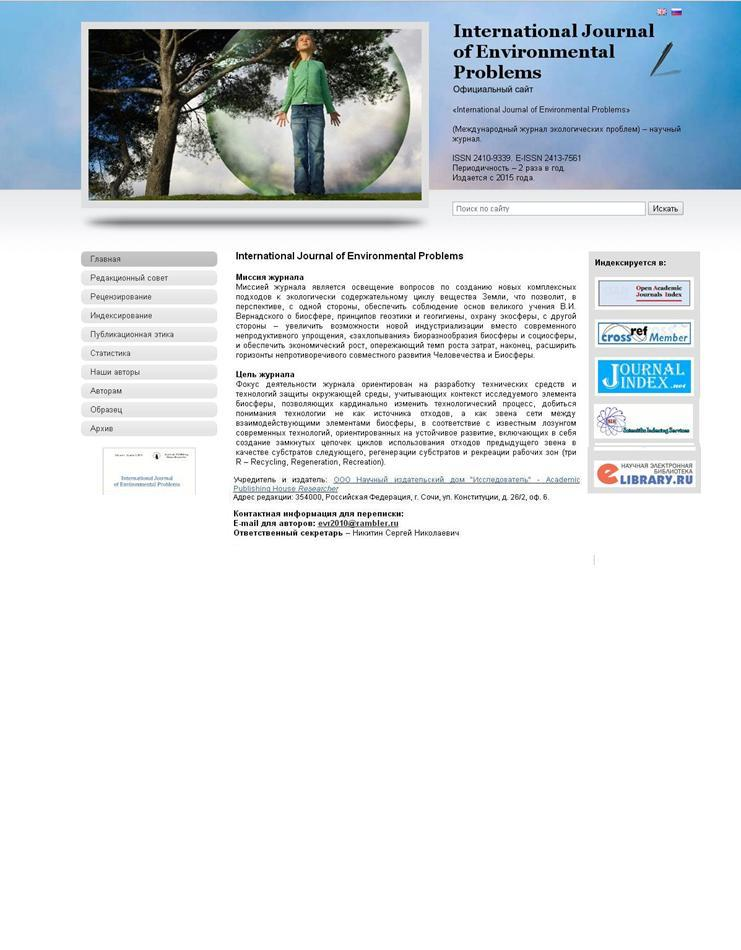 International Journal
of Environmental
Problems
Официальный сайт
«International Journal of Environmental Problems»
(Международный журнал экологических проблем) – научный
журнал.
ISSN 2410-9339. E-ISSN 2413-7561
Периодичность – 2 раза в год.
Издается с 2015 года.
Поиск по сайту
Искать
Главная
Редакционный совет
Рецензирование
Индексирование
Публикационная этика
Статистика
Наши авторы
Авторам
Образец
Архив
International Journal
of Environmental Problems
International Journal of Environmental Problems
Миссия журнала
Миссией журнала является освещение вопросов по созданию новых комплексных
подходов к экологически содержательному циклу вещества Земли, что позволит, в
перспективе, с одной стороны, обеспечить соблюдение основ великого учения В.И.
Вернадского о биосфере, принципов геоэтики и геогигиены, охрану экосферы, с другой
стороны – увеличить возможности новой индустриализации вместо современного
непродуктивного упрощения, «захлопывания» биоразнообразия биосферы и социосферы,
и обеспечить экономический рост, опережающий темп роста затрат, наконец, расширить
горизонты непротиворечивого совместного развития Человечества и Биосферы.
Цель журнала
Фокус деятельности журнала ориентирован на разработку технических средств и
технологий защиты окружающей среды, учитывающих контекст исследуемого элемента
биосферы, позволяющих кардинально изменить технологический процесс, добиться
понимания технологии не как источника отходов, а как звена сети между
взаимодействующими элементами биосферы, в соответствие с известным лозунгом
современных технологий, ориентированных на устойчивое развитие, включающих в себя
создание замкнутых цепочек циклов использования отходов предыдущего звена в
качестве субстратов следующего, регенерации субстратов и рекреации рабочих зон (три
R – Recycling, Regeneration, Recreation).
Учредитель и издатель: ООО Научный издательский дом "Исследователь" - Academic
Publishing House Researcher
Адрес редакции: 354000, Российская Федерация, г. Сочи, ул. Конституции, д. 26/2, оф. 6.
Контактная информация для переписки:
E-mail для авторов: evr2010@rambler.ru
Ответственный секретарь – Никитин Сергей Николаевич
Индексируется в:
Open Academic
Journals Index
cross ref Member
JOURNAL
INDEX.net
Scientific Indexing Services
НАУЧНАЯ ЭЛЕКТРОННАЯ
БИБЛИОТЕКА
eLIBRARY.RU